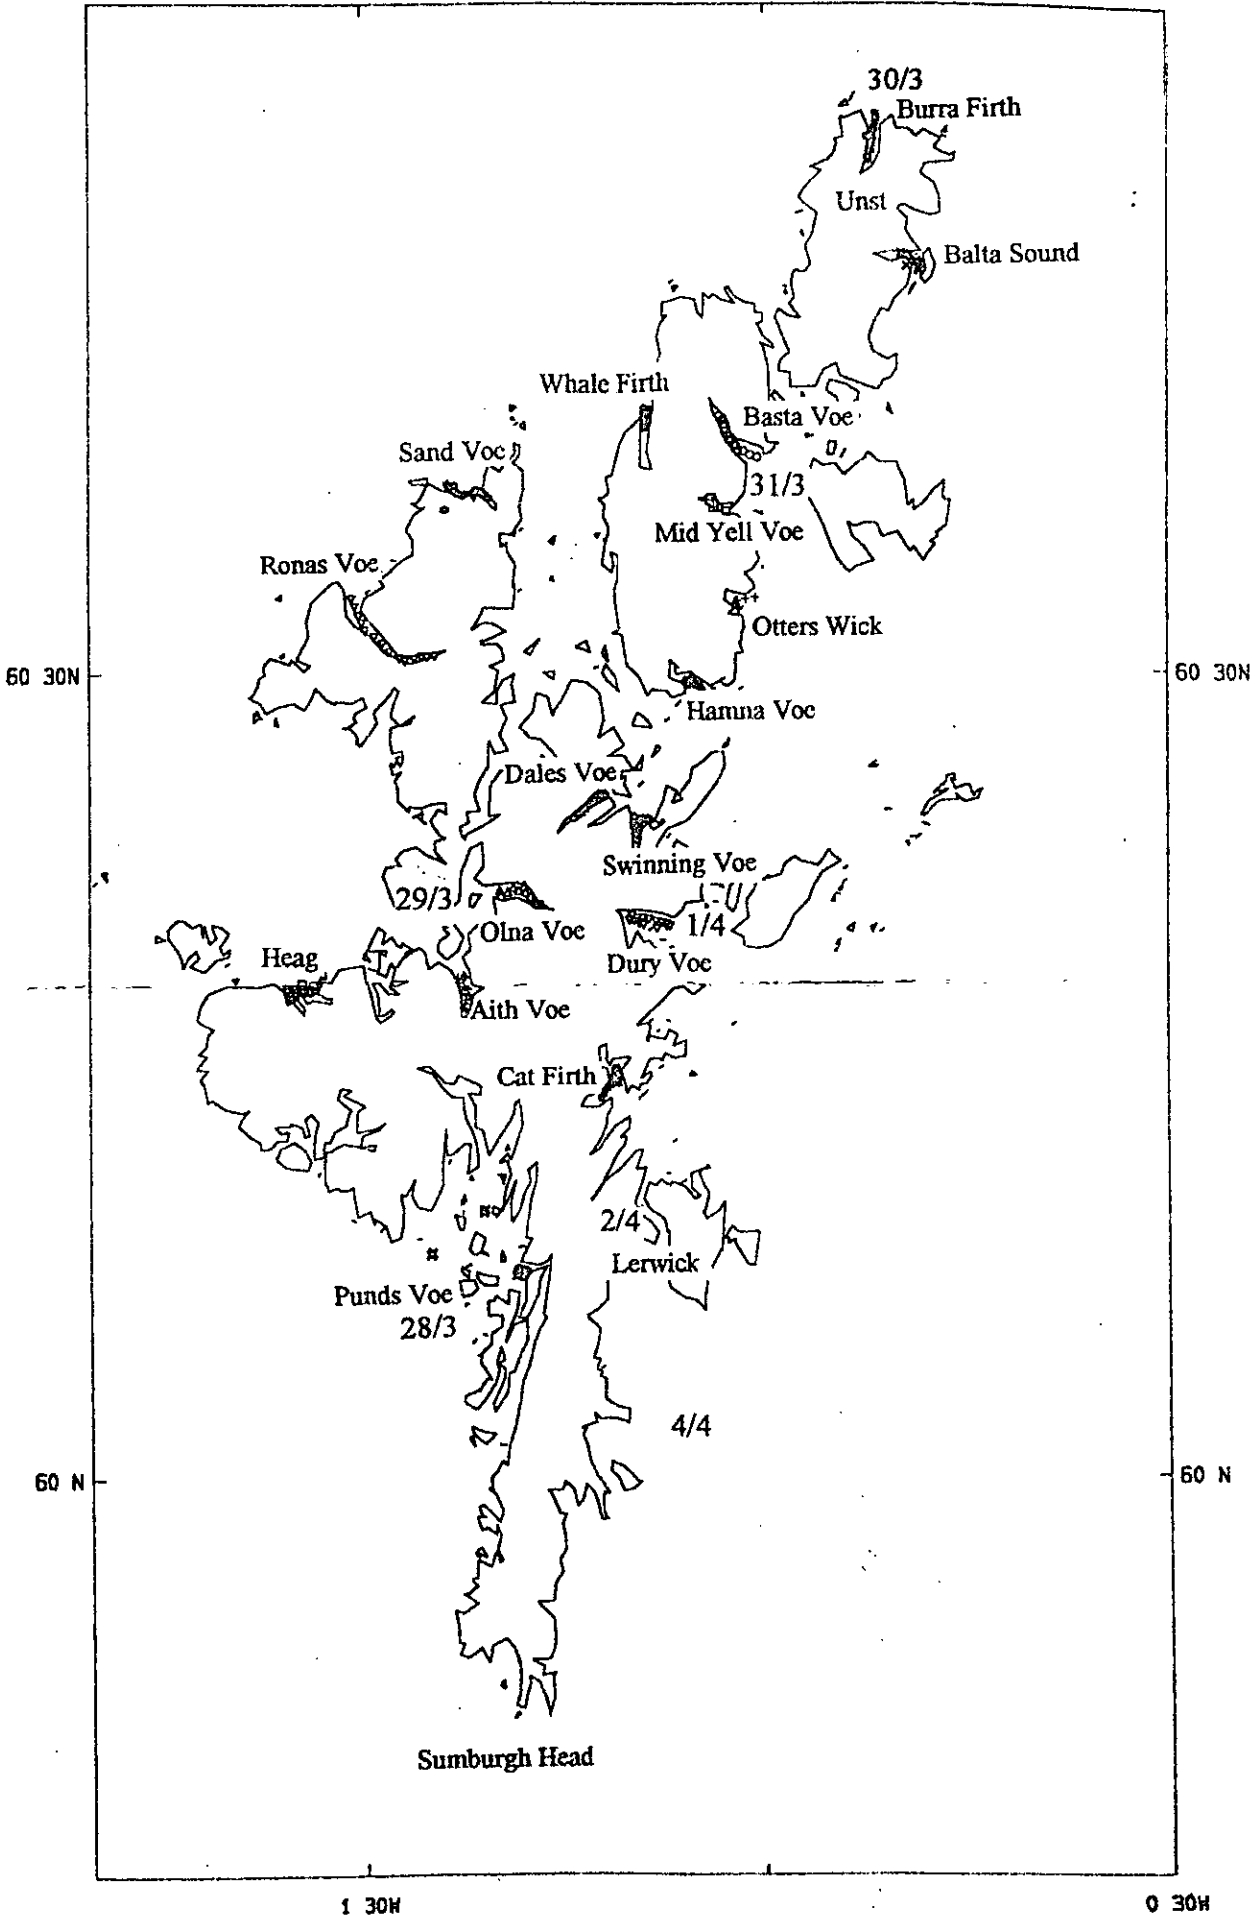 30/3
Burra Firth
Unst
Balta Sound
Whale Firth
Basta Voe
Sand Voe
31/3
Mid Yell Voe
Ronas Voe
Otters Wick
60 30N
60 30N
Hamna Voe
Dales Voe
Swinning Voe
29/3
Olna Voe
1/4
Heag
Dury Voe
Aith Voe
Cat Firth
2/4
Lerwick
Punds Voe
28/3
4/4
60 N
60 N
Sumburgh Head
1 30W
0 30W